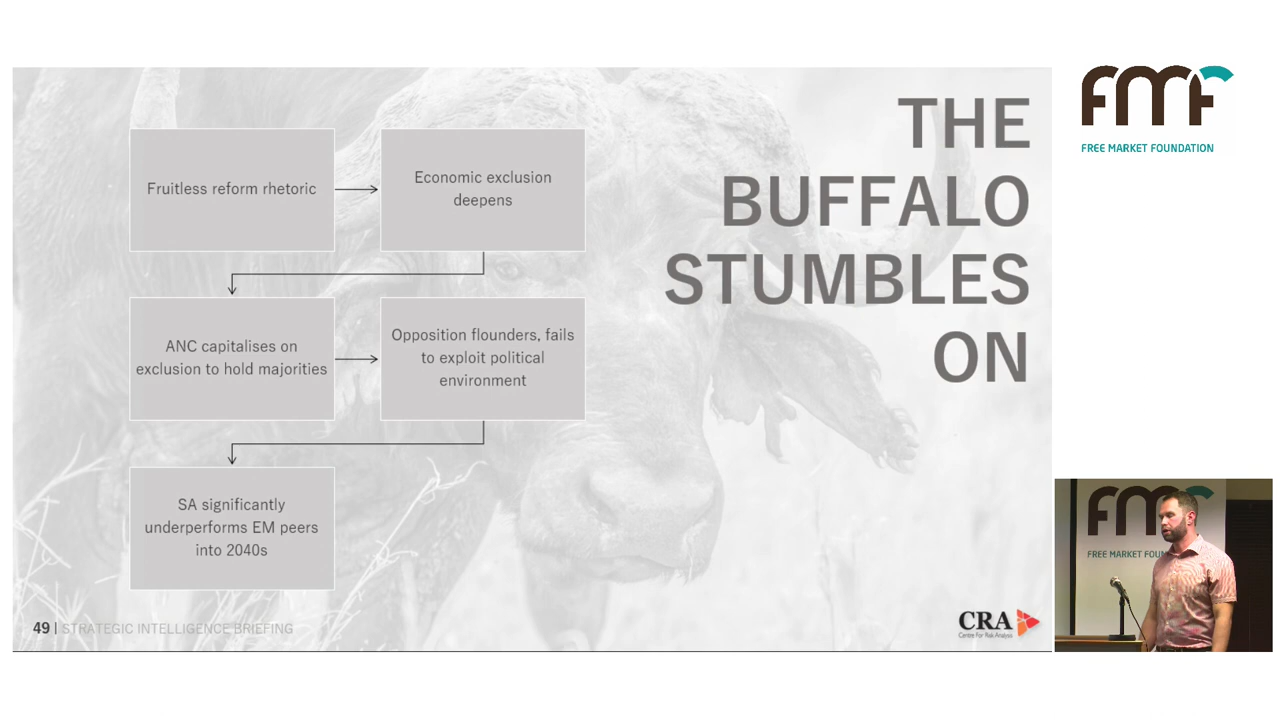 THE
BUFFALO
STUMBLES
ON
Fruitless reform rhetoric
Economic exclusion
deepens
ANC capitalises on
exclusion to hold majorities
Opposition flounders, fails
to exploit political
environment
SA significantly
underperforms EM peers
into 2040s
49 | STRATEGIC INTELLIGENCE BRIEFING
CRA
Centre For Risk Analysis
FMF
FREE MARKET FOUNDATION
FMF
FREE MARKET FOUN